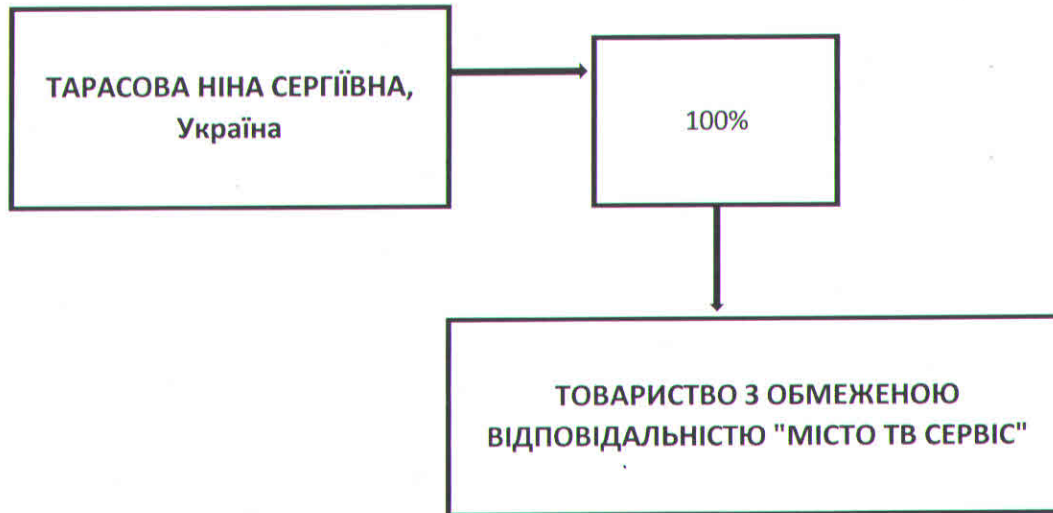 ТАРАСОВА НІНА СЕРГІЇВНА,
Україна
100%
ТОВАРИСТВО З ОБМЕЖЕНОЮ
ВІДПОВІДАЛЬНІСТЮ "МІСТО ТВ СЕРВІС"